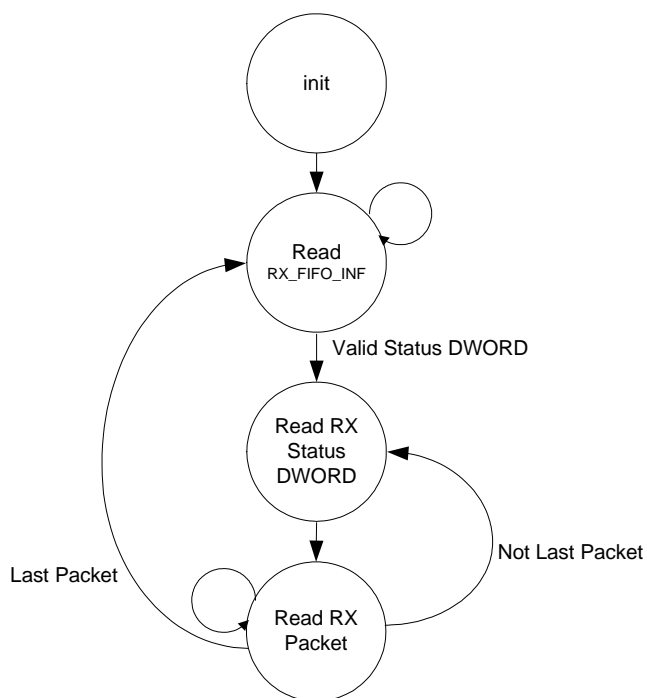 init
Read
RX_FIFO_INF
Valid Status DWORD
Read RX
Status
DWORD
Not Last Packet
Last Packet
Read RX
Packet